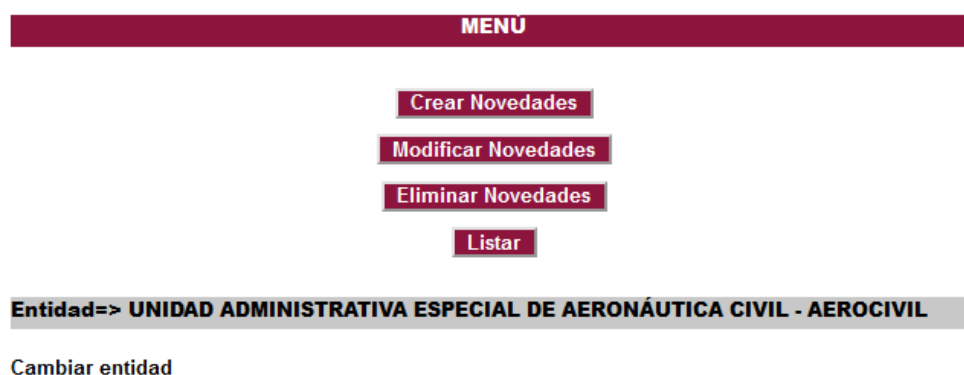 MENÚ
Crear Novedades
Modificar Novedades
Eliminar Novedades
Listar
Entidad=> UNIDAD ADMINISTRATIVA ESPECIAL DE AERONÁUTICA CIVIL - AEROCIVIL
Cambiar entidad